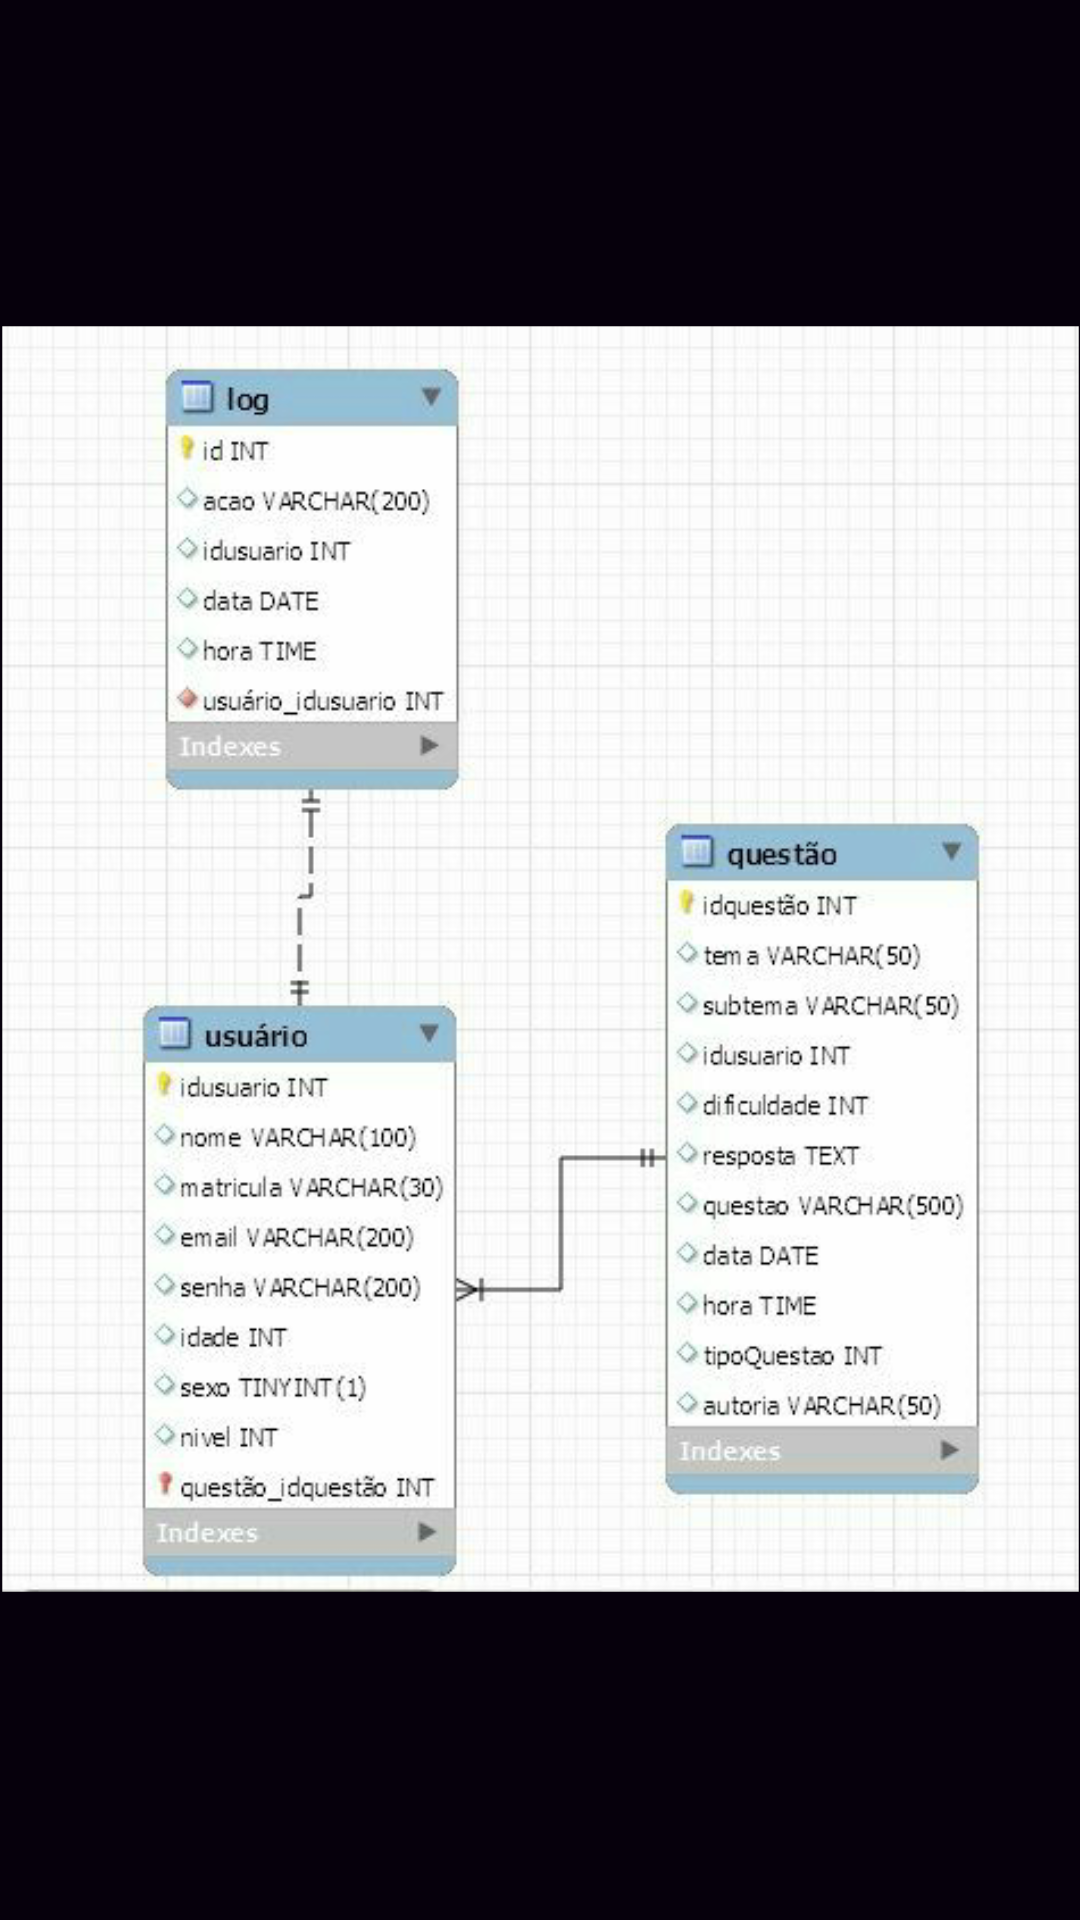 log
id INT
acao VARCHAR(200)
idusuario INT
data DATE
hora TIME
usuário_idusuario INT
Indexes
usuário
idusuario INT
nome VARCHAR(100)
matricula VARCHAR(30)
email VARCHAR(200)
senha VARCHAR(200)
idade INT
sexo TINYINT(1)
nivel INT
questão_idquestão INT
Indexes
questão
idquestão INT
tema VARCHAR(50)
subtema VARCHAR(50)
idusuario INT
dificuldade INT
resposta TEXT
questao VARCHAR(500)
data DATE
hora TIME
tipoQuestao INT
autoria VARCHAR(50)
Indexes